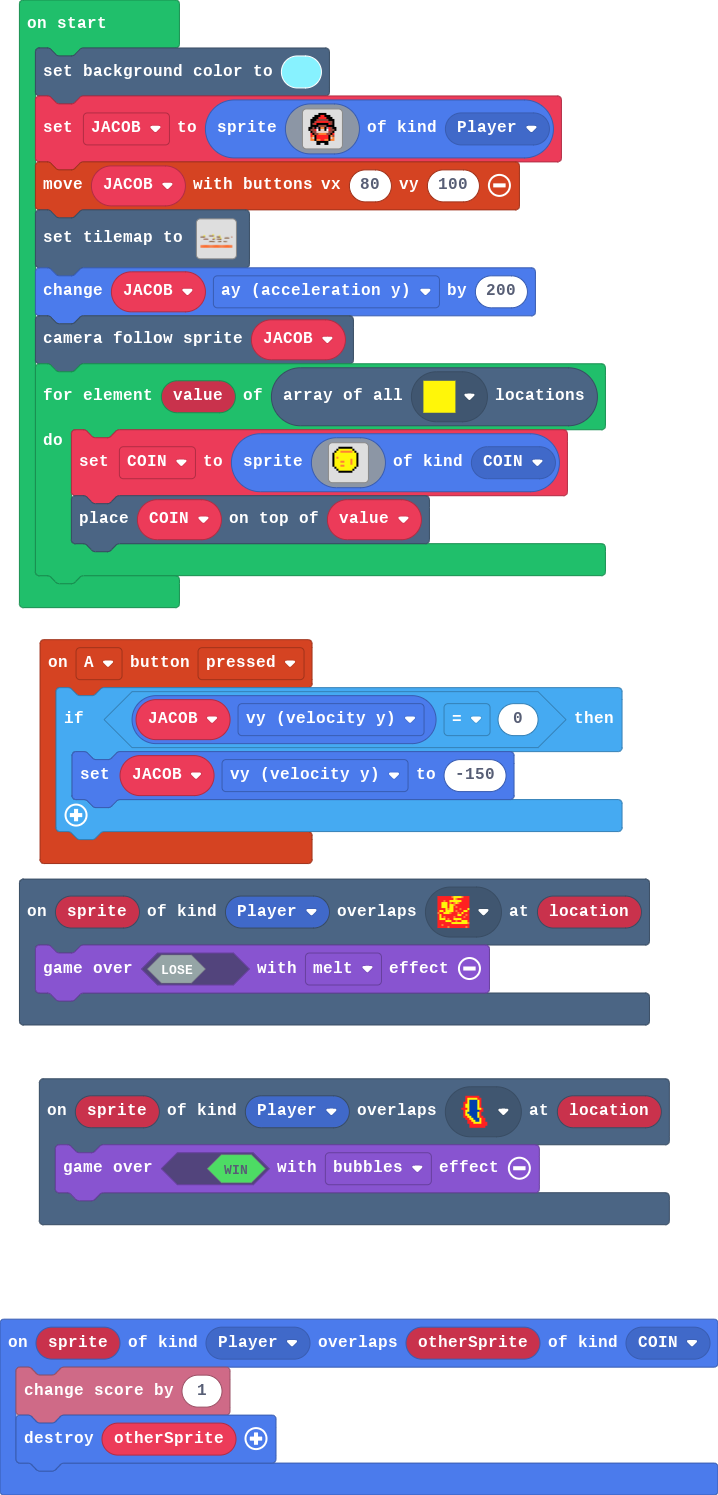 on start
set background color to
set JACOB to sprite of kind Player
move JACOB with buttons vx 80 vy 100
set tilemap to
change JACOB ay (acceleration y) by 200
camera follow sprite JACOB
for element value of array of all locations
do
set COIN to sprite of kind COIN
place COIN on top of value
on A button pressed
if JACOB vy (velocity y) = 0 then
set JACOB vy (velocity y) to -150
on sprite of kind Player overlaps at location
game over LOSE with melt effect
on sprite of kind Player overlaps at location
game over WIN with bubbles effect
on sprite of kind Player overlaps otherSprite of kind COIN
change score by 1
destroy otherSprite